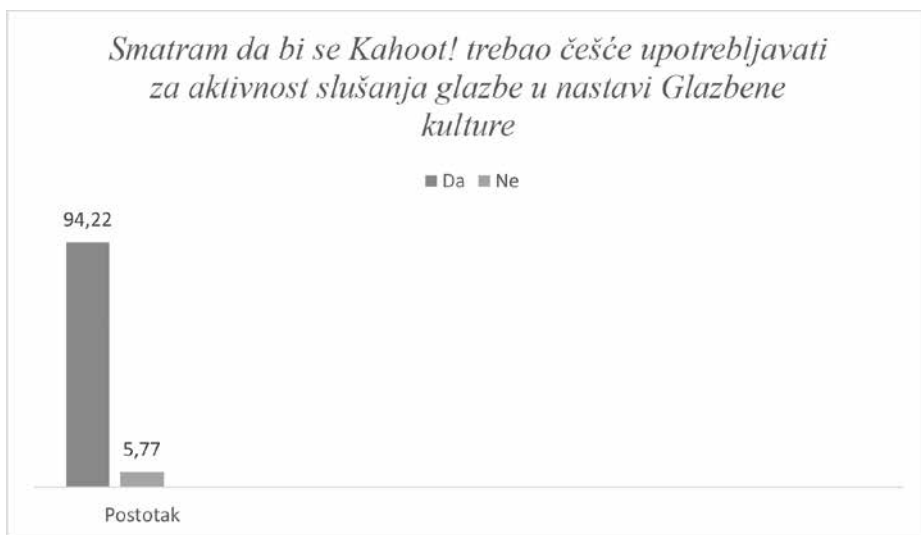 Smatram da bi se Kahoot! trebao češće upotrebljavati
za aktivnost slušanja glazbe u nastavi Glazbene
kulture
Da Ne
94,22
5,77
Postotak